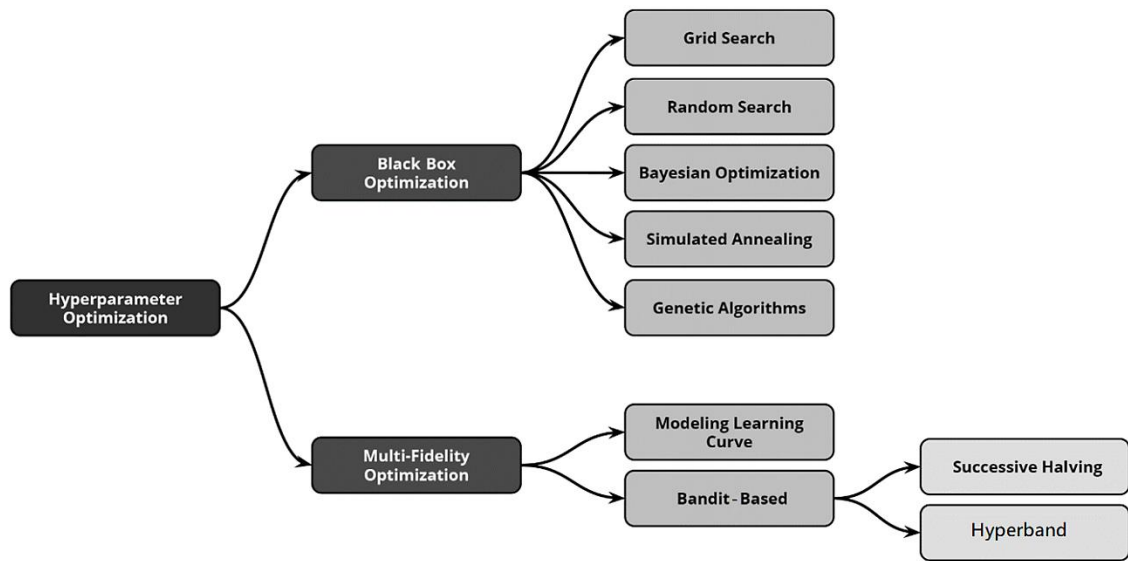 Grid Search
Random Search
Black Box
Optimization
Bayesian Optimization
Simulated Annealing
Hyperparameter
Optimization
Genetic Algorithms
Modeling Learning
Curve
Multi-Fidelity
Optimization
Successive Halving
Bandit-Based
Hyperband